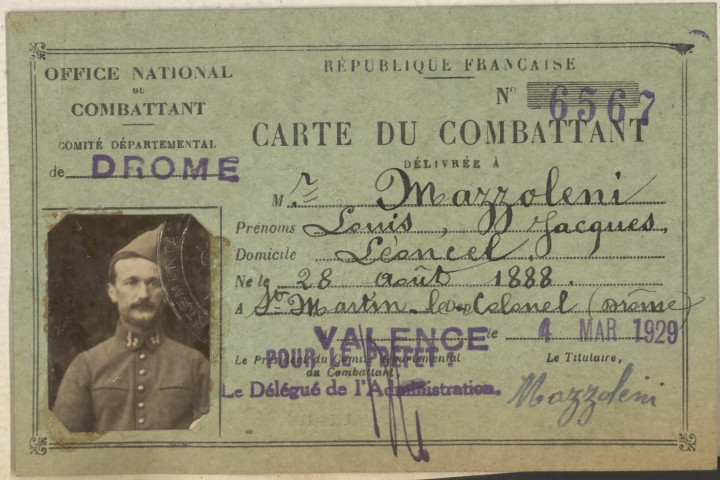 OFFICE NATIONAL
DU
COMBATTANT
COMITÉ DÉPARTEMENTAL
de DROME
RÉPUBLIQUE FRANÇAISE
N° 6567
CARTE DU COMBATTANT
DÉLIVRÉE À
M r Mazzoleni
Prénoms Louis, Jacques,
Domicile Léoncel.
Né le 28 août 1888.
A St Martin-le-Colonel (Drôme)
VALENCE le 4 MAR 1929
Le Président du Comité Départemental
du Combattant,
POUR LE PRÉFET :
Le Délégué de l'Administration,
Le Titulaire,
Mazzoleni